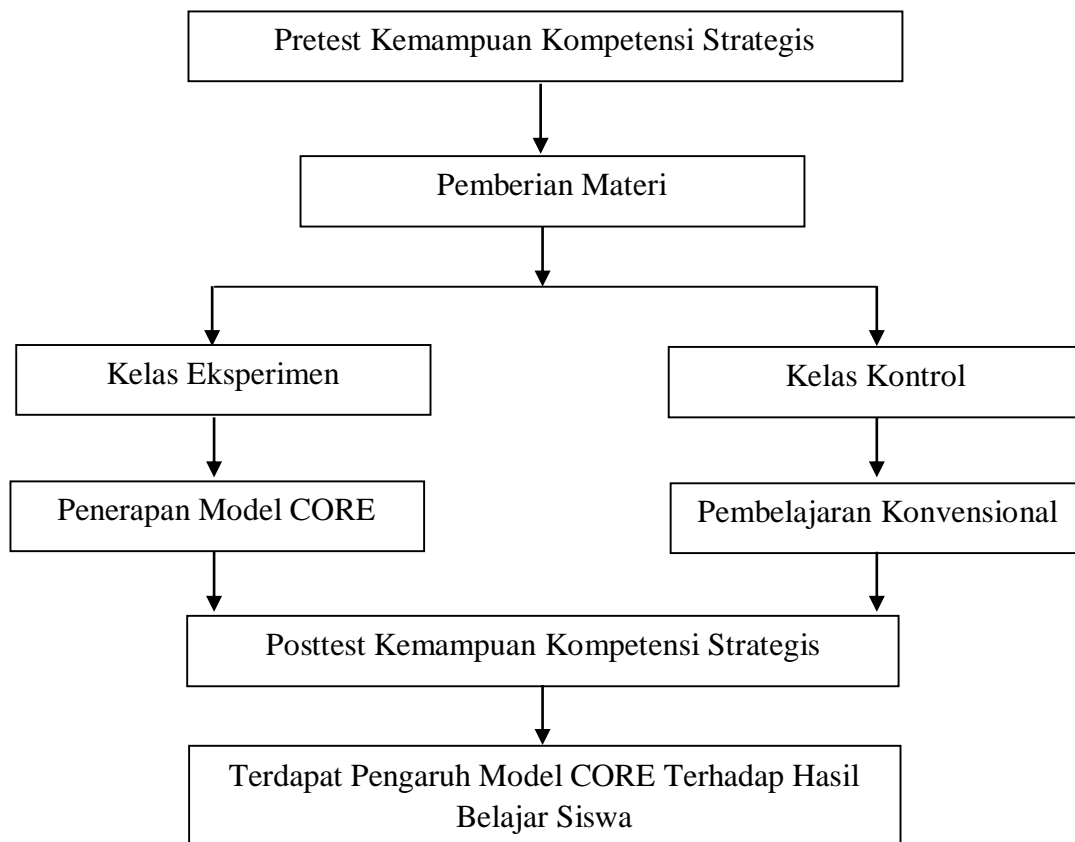 Pretest Kemampuan Kompetensi Strategis
Pemberian Materi
Kelas Eksperimen
Kelas Kontrol
Penerapan Model CORE
Pembelajaran Konvensional
Posttest Kemampuan Kompetensi Strategis
Terdapat Pengaruh Model CORE Terhadap Hasil
Belajar Siswa